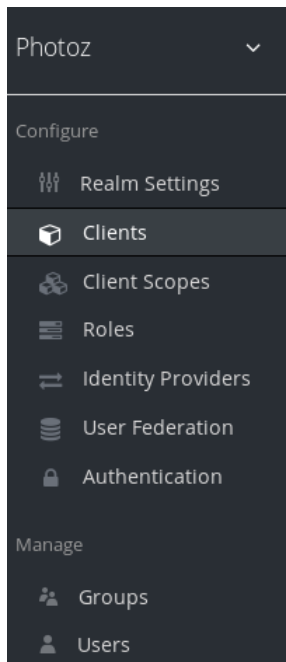 Photoz
Configure
Realm Settings
Clients
Client Scopes
Roles
Identity Providers
User Federation
Authentication
Manage
Groups
Users